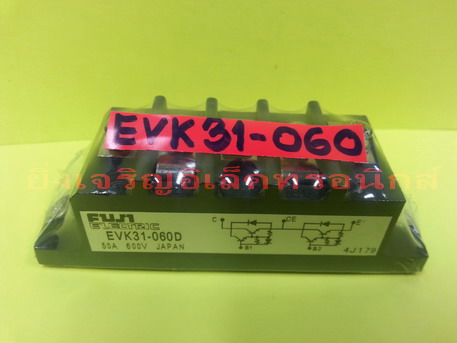 EVK31-060
ยิ่งเจริญอิเล็คทรอนิกส์
FUJI
ELECTRIC
EVK31-060D
50A 600V JAPAN
C CE E
B1 B2
4J179